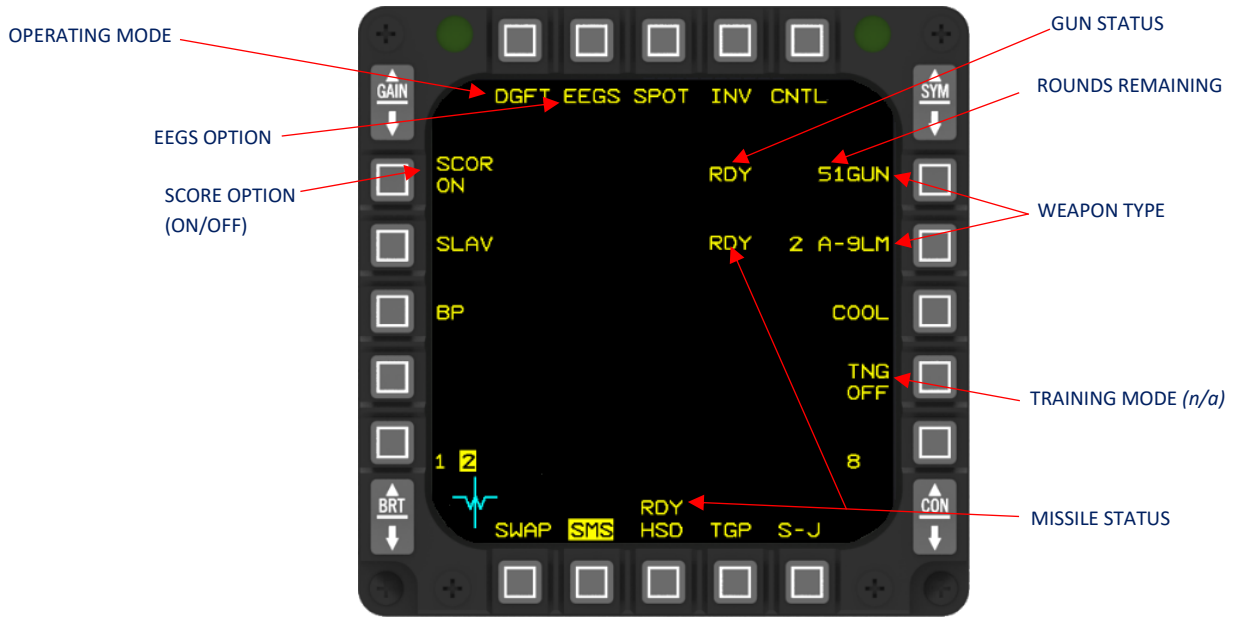 GUN STATUS
OPERATING MODE
GAIN
SYM
DGFT EEGS SPOT INV CNTL
ROUNDS REMAINING
EEGS OPTION
SCOR
ON
RDY
51GUN
SCORE OPTION
(ON/OFF)
WEAPON TYPE
SLAV
RDY
2 A-9LM
BP
COOL
TNG
OFF
TRAINING MODE (n/a)
1 2
8
BRT
CON
RDY
MISSILE STATUS
SWAP SMS HSD TGP S-J